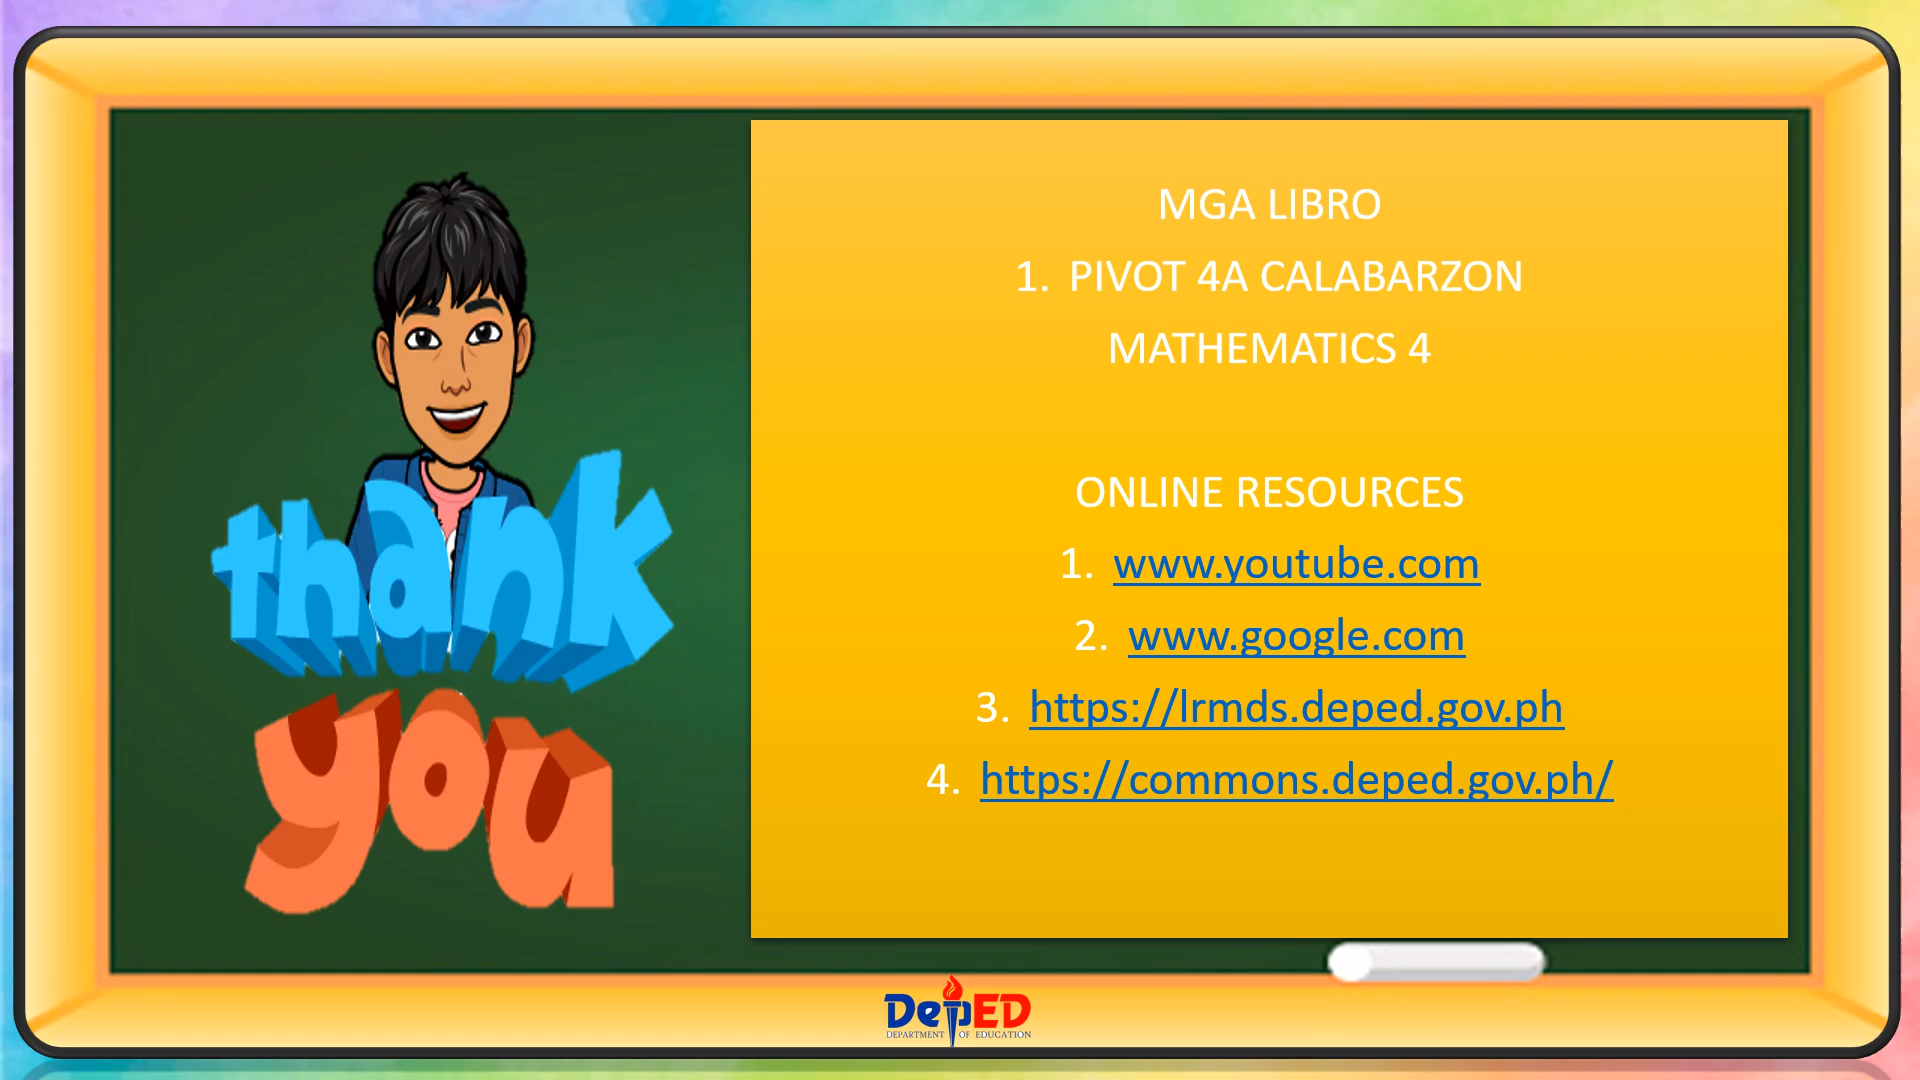 thank
you
MGA LIBRO
1. PIVOT 4A CALABARZON
MATHEMATICS 4
ONLINE RESOURCES
1. www.youtube.com
2. www.google.com
3. https://lrmds.deped.gov.ph
4. https://commons.deped.gov.ph/
DepED
DEPARTMENT OF EDUCATION